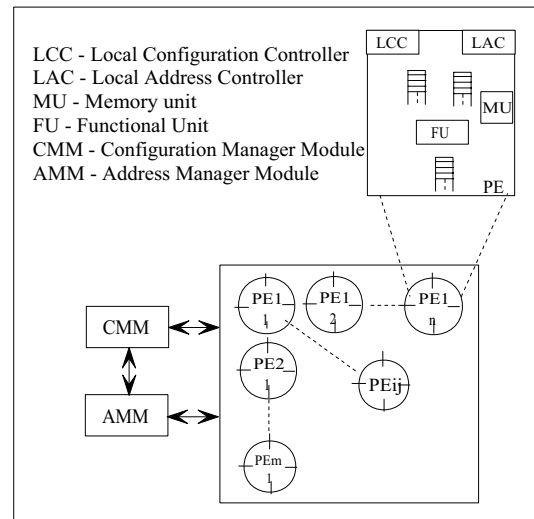 LCC LAC
LCC - Local Configuration Controller
LAC - Local Address Controller
MU - Memory unit
FU - Functional Unit
CMM - Configuration Manager Module
AMM - Address Manager Module
MU
FU
PE
PE1 PE1 PE1
1 2 n
CMM
PE2
1
PEij
AMM
PEm
1